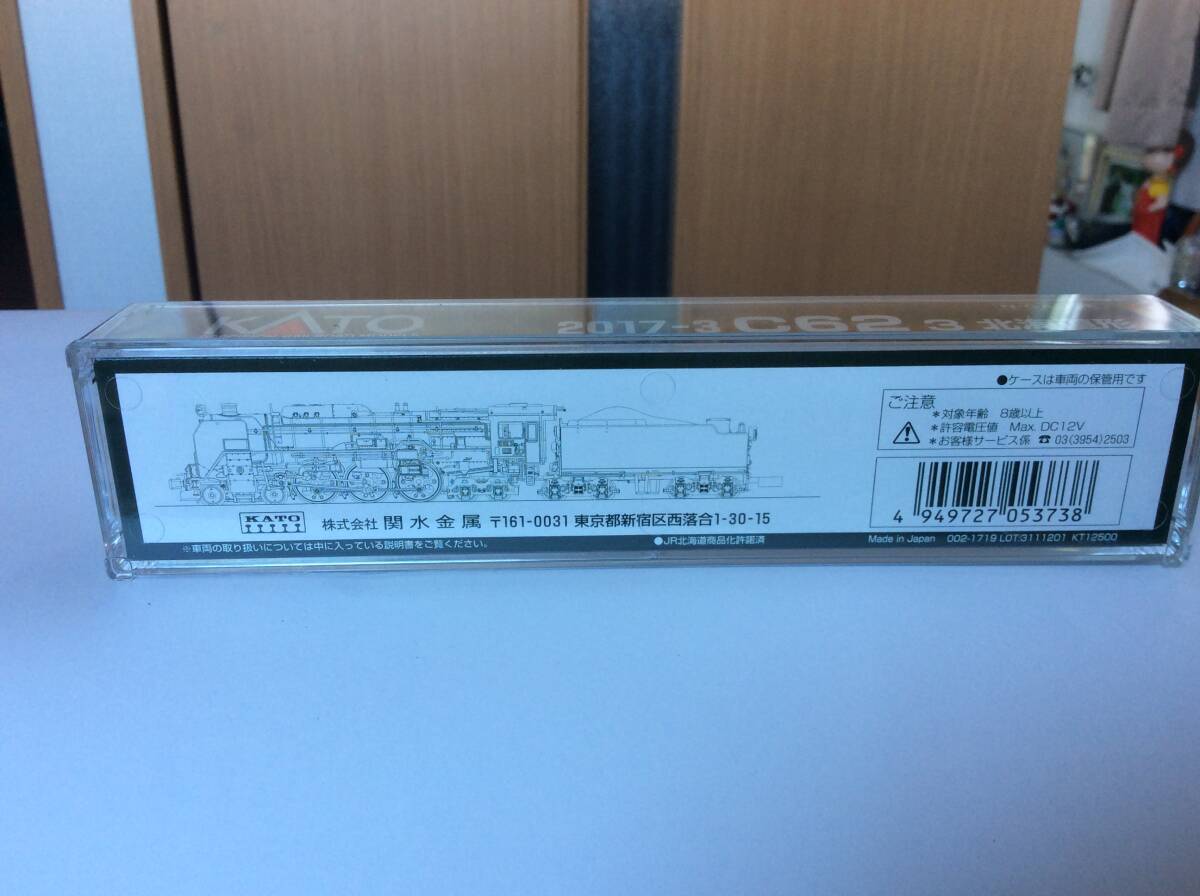 KATO 2017-3 C62 3 北海道形
●ケースは車両の保管用です
ご注意
*対象年齢 8歳以上
*許容電圧値 Max. DC12V
*お客様サービス係 ☎ 03(3954)2503
4 949727 053738
KATO 株式会社 関水金属 〒161-0031 東京都新宿区西落合1-30-15
※車両の取り扱いについては中に入っている説明書をご覧ください。
●JR北海道商品化許諾済
Made in Japan 002-1719 LOT:3111201 KT12500